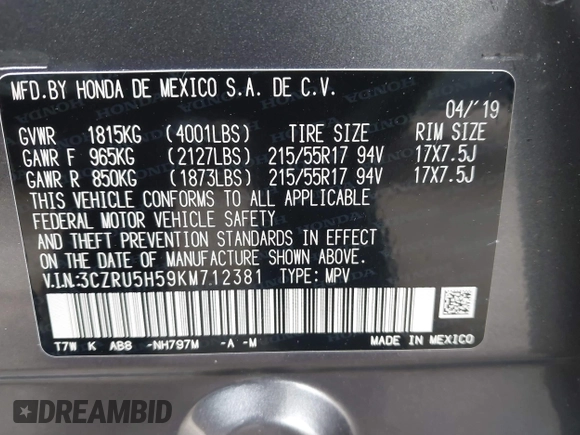 MFD.BY HONDA DE MEXICO S.A. DE C.V.
04/'19
GVWR 1815KG (4001LBS) TIRE SIZE RIM SIZE
GAWR F 965KG (2127LBS) 215/55R17 94V 17X7.5J
GAWR R 850KG (1873LBS) 215/55R17 94V 17X7.5J
THIS VEHICLE CONFORMS TO ALL APPLICABLE
FEDERAL MOTOR VEHICLE SAFETY
AND THEFT PREVENTION STANDARDS IN EFFECT
ON THE DATE OF MANUFACTURE SHOWN ABOVE.
V.I.N:3CZRU5H59KM712381 TYPE: MPV
T7W K AB8 -NH797M -A -M MADE IN MEXICO
DREAMBID